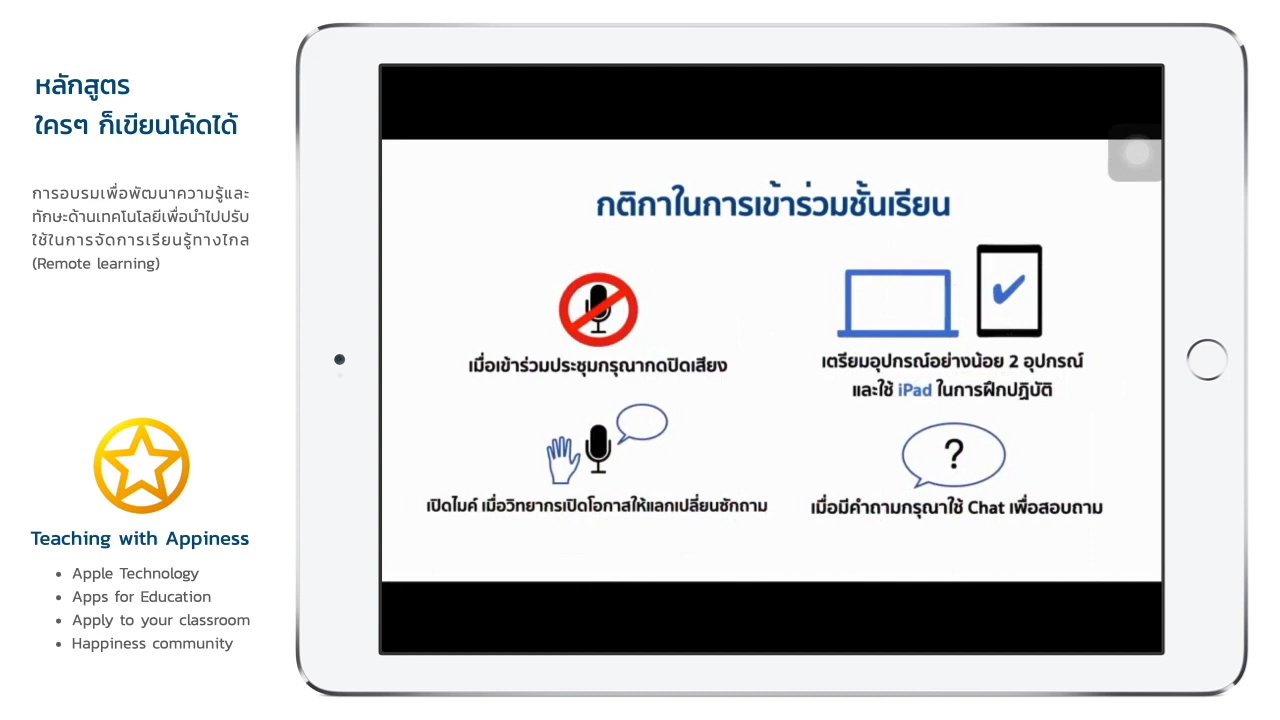 หลักสูตร
ใครๆ ก็เขียนโค้ดได้
การอบรมเพื่อพัฒนาความรู้และ
ทักษะด้านเทคโนโลยีเพื่อนำไปปรับ
ใช้ในการจัดการเรียนรู้ทางไกล
(Remote learning)
Teaching with Appiness
• Apple Technology
• Apps for Education
• Apply to your classroom
• Happiness community
กติกาในการเข้าร่วมชั้นเรียน
เมื่อเข้าร่วมประชุมกรุณากดปิดเสียง
เตรียมอุปกรณ์อย่างน้อย 2 อุปกรณ์
และใช้ iPad ในการฝึกปฏิบัติ
เปิดไมค์ เมื่อวิทยากรเปิดโอกาสให้แลกเปลี่ยนซักถาม
?
เมื่อมีคำถามกรุณาใช้ Chat เพื่อสอบถาม